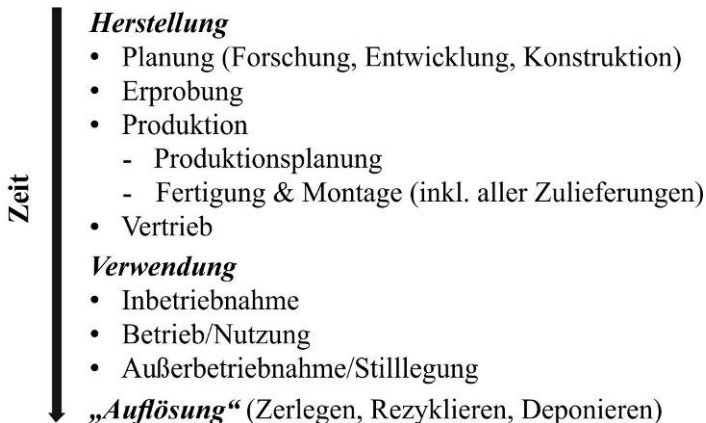 Zeit
Herstellung
• Planung (Forschung, Entwicklung, Konstruktion)
• Erprobung
• Produktion
- Produktionsplanung
- Fertigung & Montage (inkl. aller Zulieferungen)
• Vertrieb
Verwendung
• Inbetriebnahme
• Betrieb/Nutzung
• Außerbetriebnahme/Stilllegung
„Auflösung“ (Zerlegen, Rezyklieren, Deponieren)